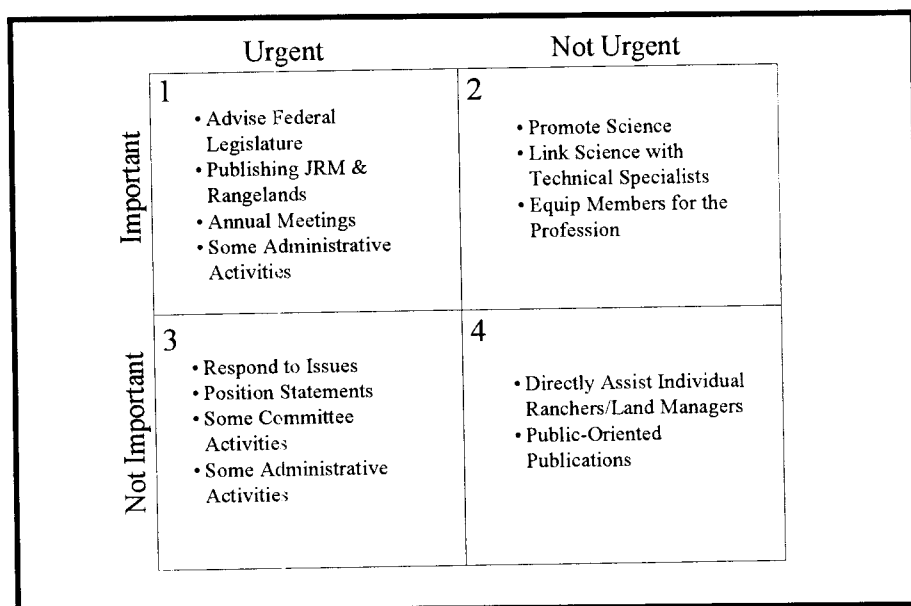 Urgent
Not Urgent
Important
1
• Advise Federal
Legislature
• Publishing JRM &
Rangelands
• Annual Meetings
• Some Administrative
Activities
2
• Promote Science
• Link Science with
Technical Specialists
• Equip Members for the
Profession
Not Important
3
• Respond to Issues
• Position Statements
• Some Committee
Activities
• Some Administrative
Activities
4
• Directly Assist Individual
Ranchers/Land Managers
• Public-Oriented
Publications